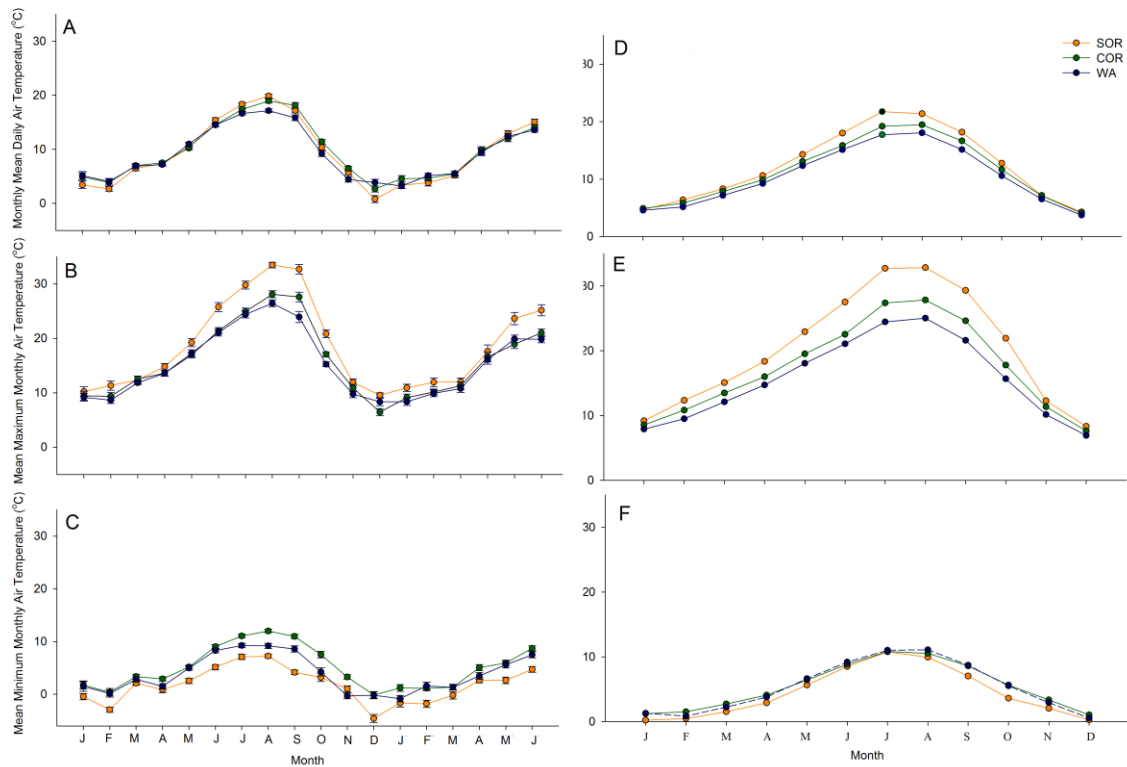 A
Monthly Mean Daily Air Temperature (°C)
30
20
10
0
B
Mean Maximum Monthly Air Temperature (°C)
30
20
10
0
C
Mean Minimum Monthly Air Temperature (°C)
30
20
10
0
J F M A M J J A S O N D J F M A M J
Month
D
SOR
COR
WA
30
20
10
0
E
30
20
10
0
F
30
20
10
0
J F M A M J J A S O N D
Month